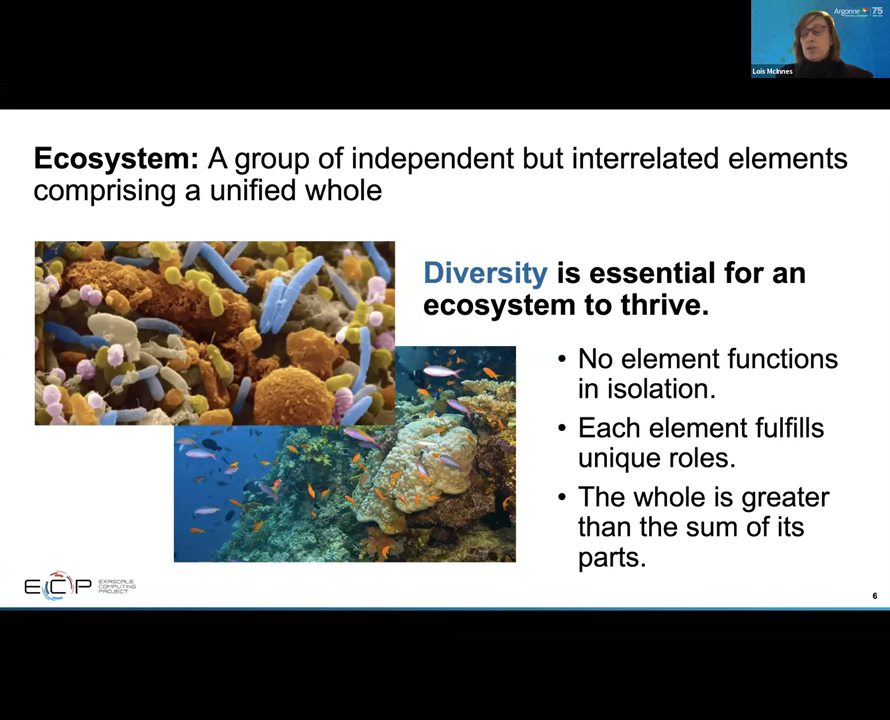 Argonne 75
Lois McInnes
Ecosystem: A group of independent but interrelated elements
comprising a unified whole
Diversity is essential for an
ecosystem to thrive.
• No element functions
in isolation.
• Each element fulfills
unique roles.
• The whole is greater
than the sum of its
parts.
ECP
EXASCALE
COMPUTING
PROJECT
6